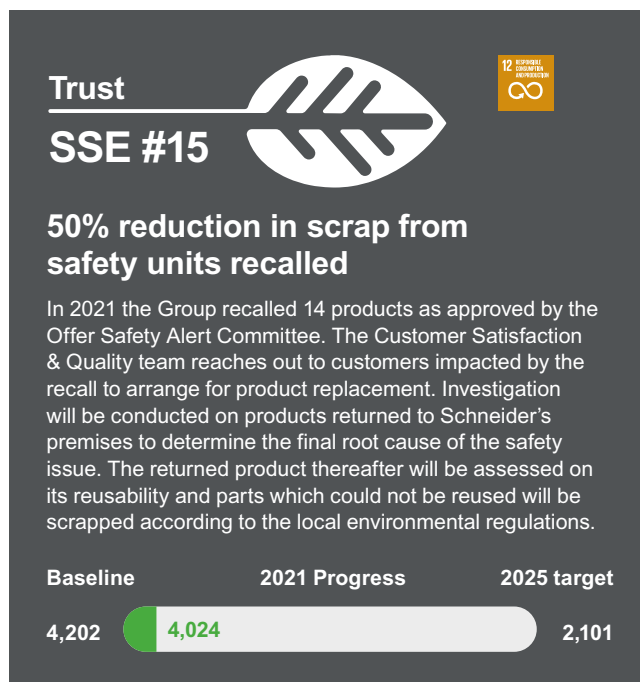 Trust
SSE #15
12 RESPONSIBLE
CONSUMPTION
AND PRODUCTION
50% reduction in scrap from
safety units recalled
In 2021 the Group recalled 14 products as approved by the
Offer Safety Alert Committee. The Customer Satisfaction
& Quality team reaches out to customers impacted by the
recall to arrange for product replacement. Investigation
will be conducted on products returned to Schneider’s
premises to determine the final root cause of the safety
issue. The returned product thereafter will be assessed on
its reusability and parts which could not be reused will be
scrapped according to the local environmental regulations.
Baseline 2021 Progress 2025 target
4,202 4,024 2,101